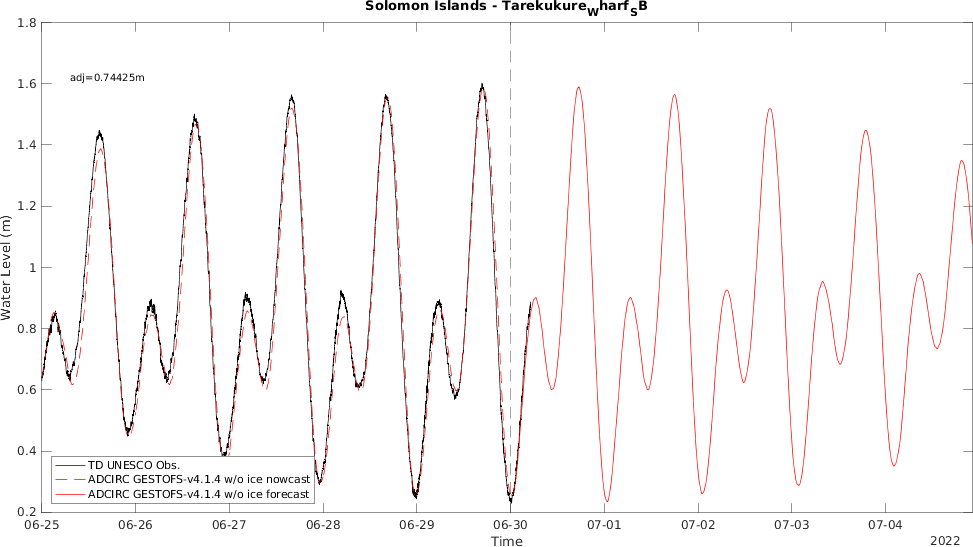 Solomon Islands - TarekukureWharfSB
1.8
1.6
1.4
1.2
1
0.8
0.6
0.4
0.2
Water Level (m)
adj=0.74425m
TD UNESCO Obs.
ADCIRC GESTOFS-v4.1.4 w/o ice nowcast
ADCIRC GESTOFS-v4.1.4 w/o ice forecast
06-25 06-26 06-27 06-28 06-29 06-30 07-01 07-02 07-03 07-04
Time
2022